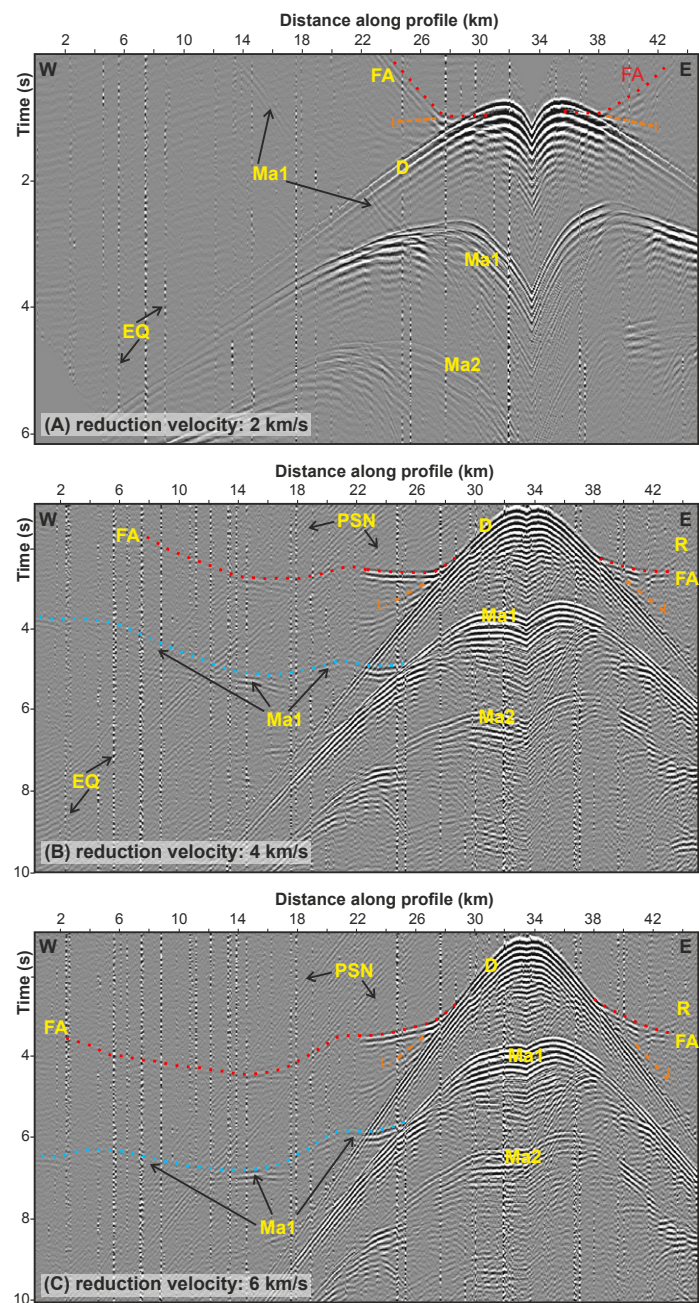 Distance along profile (km)
2 6 10 14 18 22 26 30 34 38 42
W E
FA FA
Time (s)
D
2
Ma1
Ma1
4
EQ
Ma2
6
(A) reduction velocity: 2 km/s
Distance along profile (km)
2 6 10 14 18 22 26 30 34 38 43
W E
PSN D
FA R
Time (s)
FA
4
Ma1
6
Ma1 Ma2
EQ
8
(B) reduction velocity: 4 km/s
10
Distance along profile (km)
2 6 10 14 18 22 26 30 34 38 43
W E
Time (s)
PSN D
R
FA FA
4
Ma1
6
Ma2
Ma1
8
(C) reduction velocity: 6 km/s
10